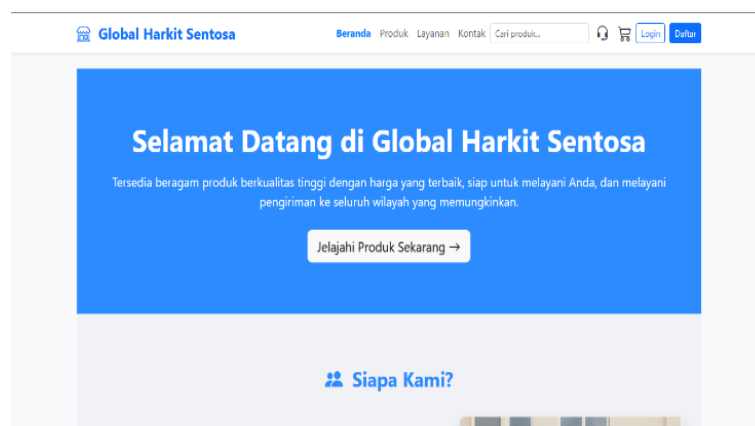 Global Harkit Sentosa
Beranda Produk Layanan Kontak Cari produk... Login Daftar
Selamat Datang di Global Harkit Sentosa
Tersedia beragam produk berkualitas tinggi dengan harga yang terbaik, siap untuk melayani Anda, dan melayani
pengiriman ke seluruh wilayah yang memungkinkan.
Jelajahi Produk Sekarang →
Siapa Kami?